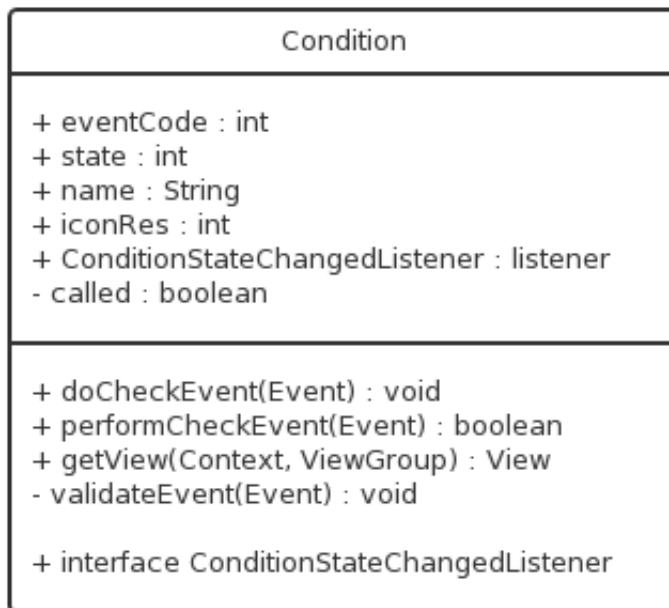 Condition
+ eventCode : int
+ state : int
+ name : String
+ iconRes : int
+ ConditionStateChangedListener : listener
- called : boolean
+ doCheckEvent(Event) : void
+ performCheckEvent(Event) : boolean
+ getView(Context, ViewGroup) : View
- validateEvent(Event) : void
+ interface ConditionStateChangedListener